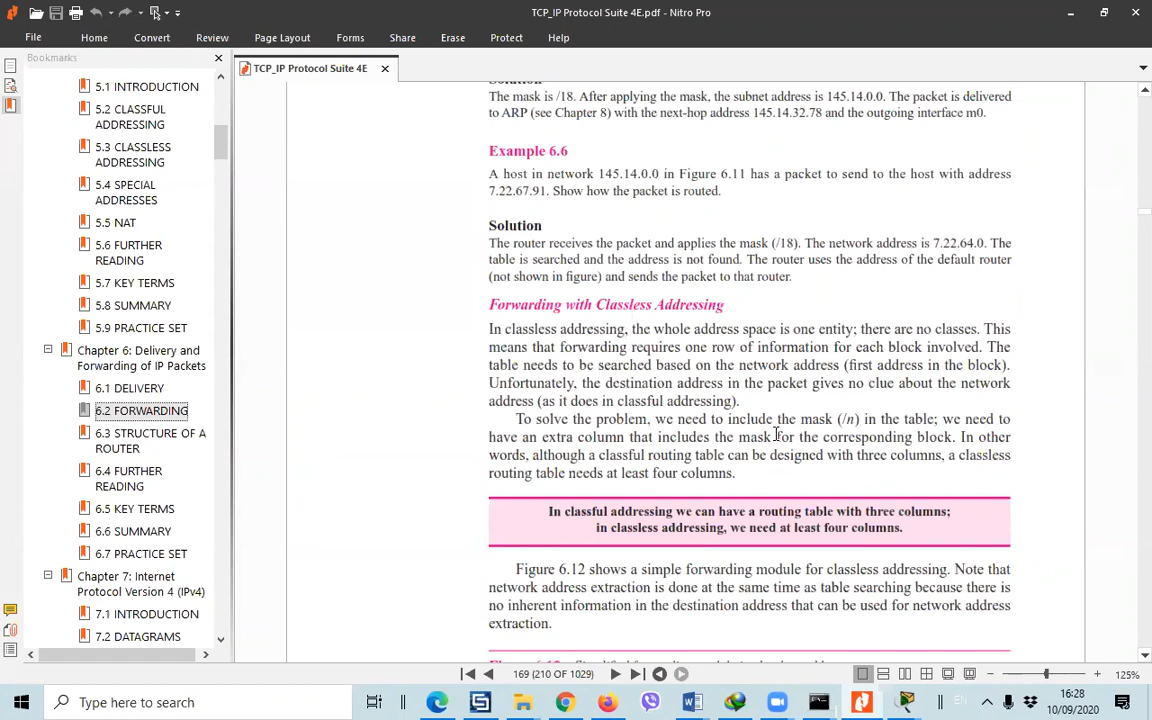 TCP_IP Protocol Suite 4E.pdf - Nitro Pro
File Home Convert Review Page Layout Forms Share Erase Protect Help
Bookmarks
TCP_IP Protocol Suite 4E
5.1 INTRODUCTION
5.2 CLASSFUL
ADDRESSING
5.3 CLASSLESS
ADDRESSING
5.4 SPECIAL
ADDRESSES
5.5 NAT
5.6 FURTHER
READING
5.7 KEY TERMS
5.8 SUMMARY
5.9 PRACTICE SET
Chapter 6: Delivery and
Forwarding of IP Packets
6.1 DELIVERY
6.2 FORWARDING
6.3 STRUCTURE OF A
ROUTER
6.4 FURTHER
READING
6.5 KEY TERMS
6.6 SUMMARY
6.7 PRACTICE SET
Chapter 7: Internet
Protocol Version 4 (IPv4)
7.1 INTRODUCTION
7.2 DATAGRAMS
Solution
The mask is /18. After applying the mask, the subnet address is 145.14.0.0. The packet is delivered
to ARP (see Chapter 8) with the next-hop address 145.14.32.78 and the outgoing interface m0.
Example 6.6
A host in network 145.14.0.0 in Figure 6.11 has a packet to send to the host with address
7.22.67.91. Show how the packet is routed.
Solution
The router receives the packet and applies the mask (/18). The network address is 7.22.64.0. The
table is searched and the address is not found. The router uses the address of the default router
(not shown in figure) and sends the packet to that router.
Forwarding with Classless Addressing
In classless addressing, the whole address space is one entity; there are no classes. This
means that forwarding requires one row of information for each block involved. The
table needs to be searched based on the network address (first address in the block).
Unfortunately, the destination address in the packet gives no clue about the network
address (as it does in classful addressing).
To solve the problem, we need to include the mask (/n) in the table; we need to
have an extra column that includes the mask for the corresponding block. In other
words, although a classful routing table can be designed with three columns, a classless
routing table needs at least four columns.
In classful addressing we can have a routing table with three columns;
in classless addressing, we need at least four columns.
Figure 6.12 shows a simple forwarding module for classless addressing. Note that
network address extraction is done at the same time as table searching because there is
no inherent information in the destination address that can be used for network address
extraction.
169 (210 OF 1029)
125%
Type here to search
EN
16:28
10/09/2020